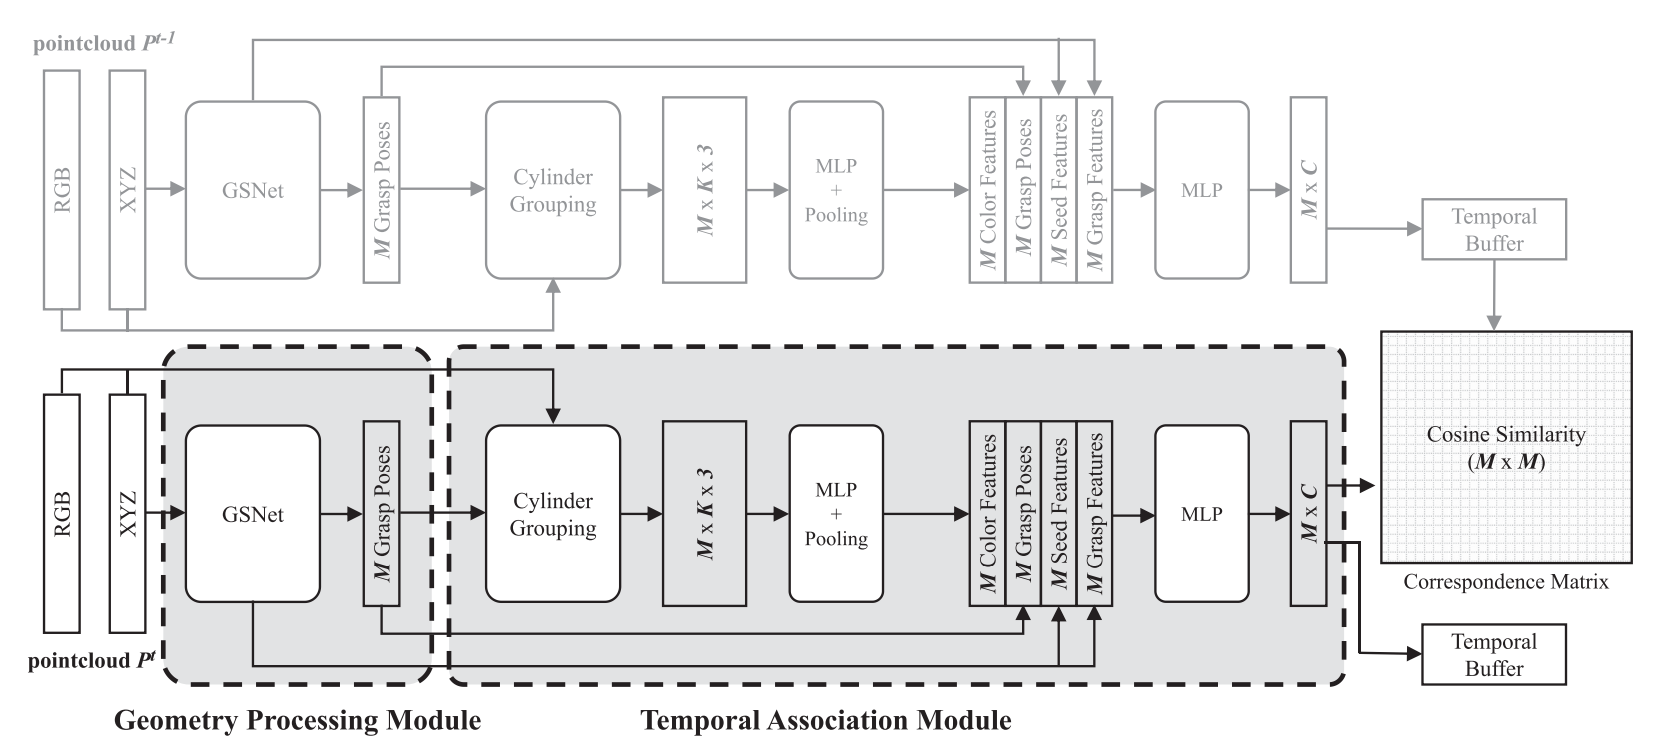 pointcloud P^{t-1}
RGB
XYZ
GSNet
M Grasp Poses
Cylinder
Grouping
M x K x 3
MLP
+
Pooling
M Color Features
M Grasp Poses
M Seed Features
M Grasp Features
MLP
M x C
Temporal
Buffer
RGB
XYZ
GSNet
M Grasp Poses
Cylinder
Grouping
M x K x 3
MLP
+
Pooling
M Color Features
M Grasp Poses
M Seed Features
M Grasp Features
MLP
M x C
Cosine Similarity
(M x M)
Correspondence Matrix
Temporal
Buffer
pointcloud P^t
Geometry Processing Module
Temporal Association Module